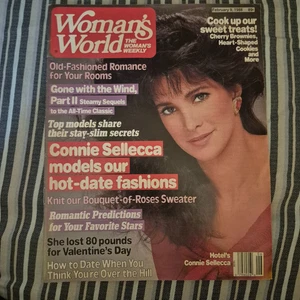 Woman's
World
THE
WOMAN'S
WEEKLY
February 9, 1988
Cook up our
sweet treats!
Cherry Brownies,
Heart-Shaped
Cookies
and
More
Old-Fashioned Romance
for Your Rooms
Gone with the Wind,
Part II Steamy Sequels
to the All-Time Classic
Top models share
their stay-slim secrets
Connie Sellecca
models our
hot-date fashions
Knit our Bouquet-of-Roses Sweater
Romantic Predictions
for Your Favorite Stars
She lost 80 pounds
for Valentine's Day
How to Date When You
Think You're Over the Hill
Hotel's
Connie Sellecca